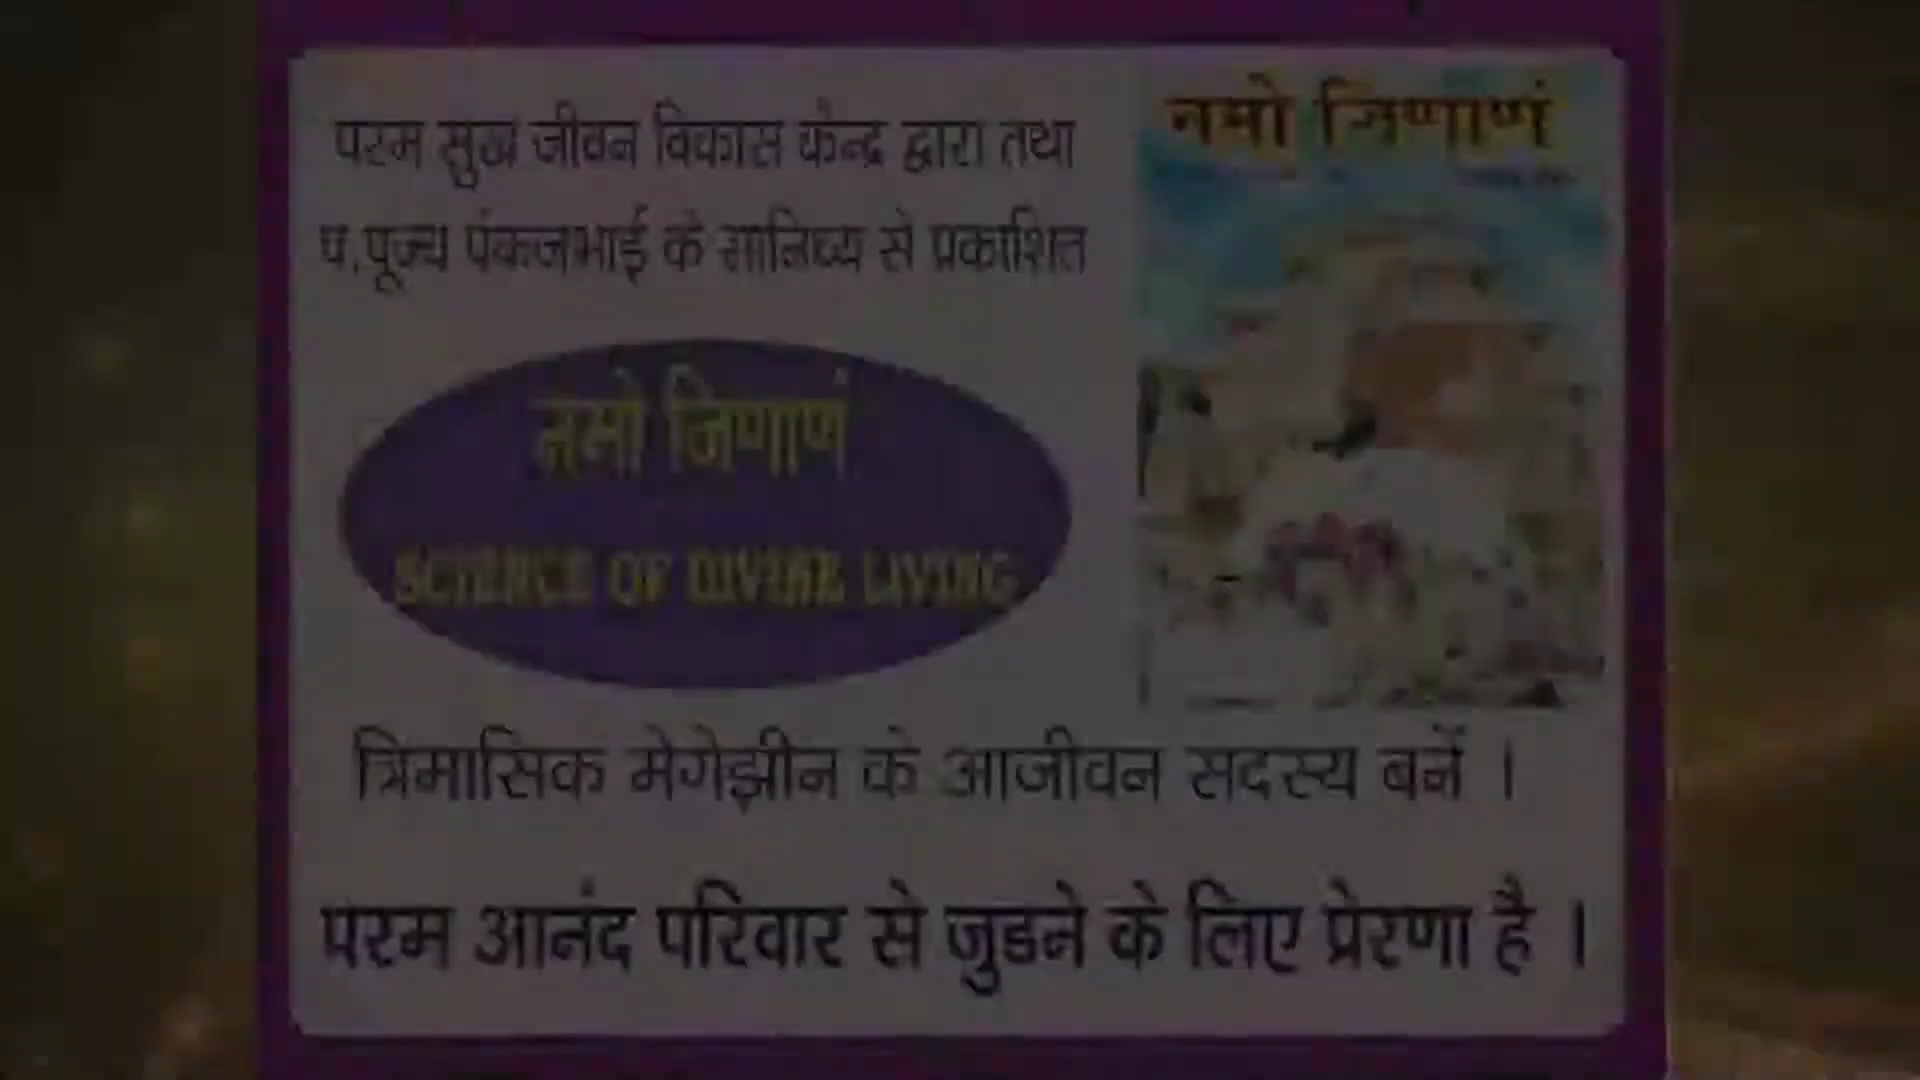 परम सुख जीवन विकास केन्द्र द्वारा तथा
प.पूज्य पंकजभाई के सानिध्य से प्रकाशित
नमो जिणाणं
नमो जिणाणं
SCIENCE OF DIVINE LIVING
त्रिमासिक मेगेझीन के आजीवन सदस्य बनें ।
परम आनंद परिवार से जुडने के लिए प्रेरणा है ।